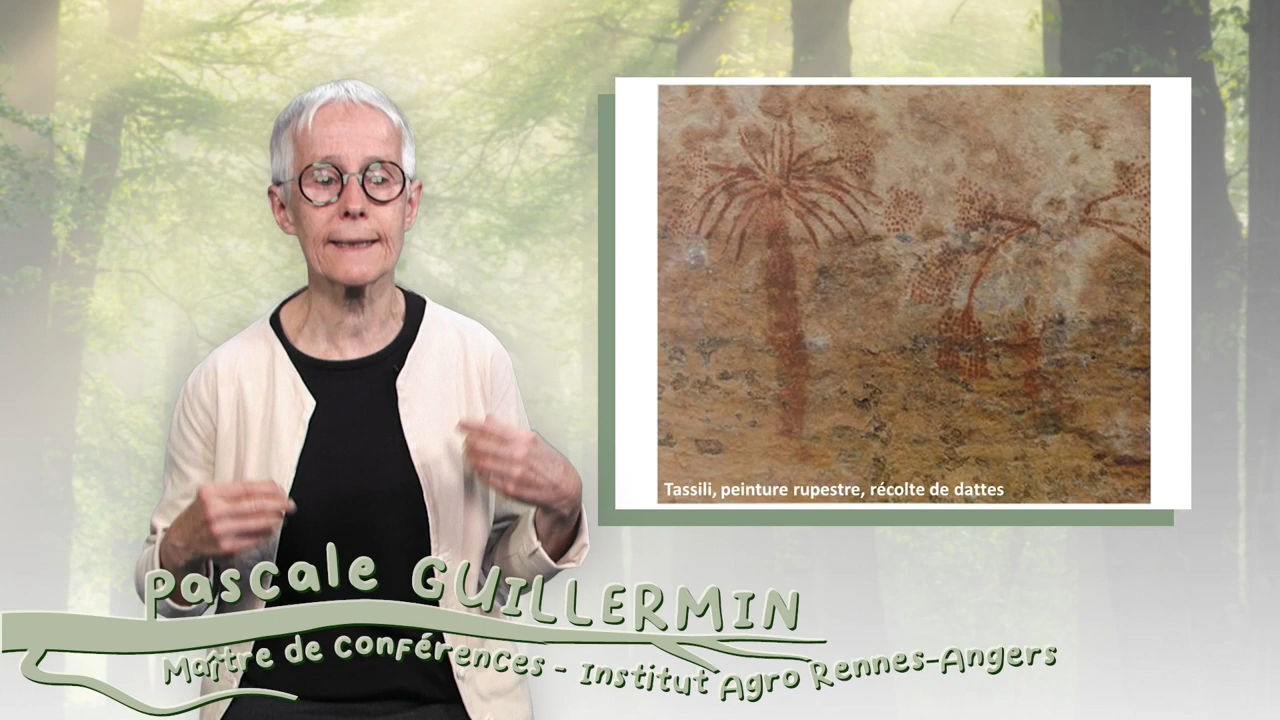 Tassili, peinture rupestre, récolte de dattes
Pascale GUILLERMIN
Maître de conférences - Institut Agro Rennes-Angers